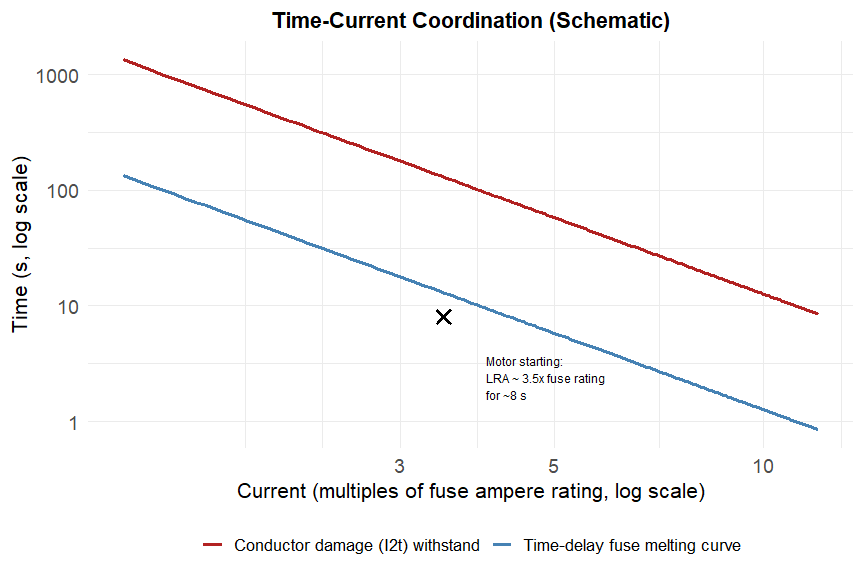 Time-Current Coordination (Schematic)
Time (s, log scale)
1000
100
10
1
Motor starting:
LRA ~ 3.5x fuse rating
for ~8 s
3
5
10
Current (multiples of fuse ampere rating, log scale)
Conductor damage (I2t) withstand
Time-delay fuse melting curve